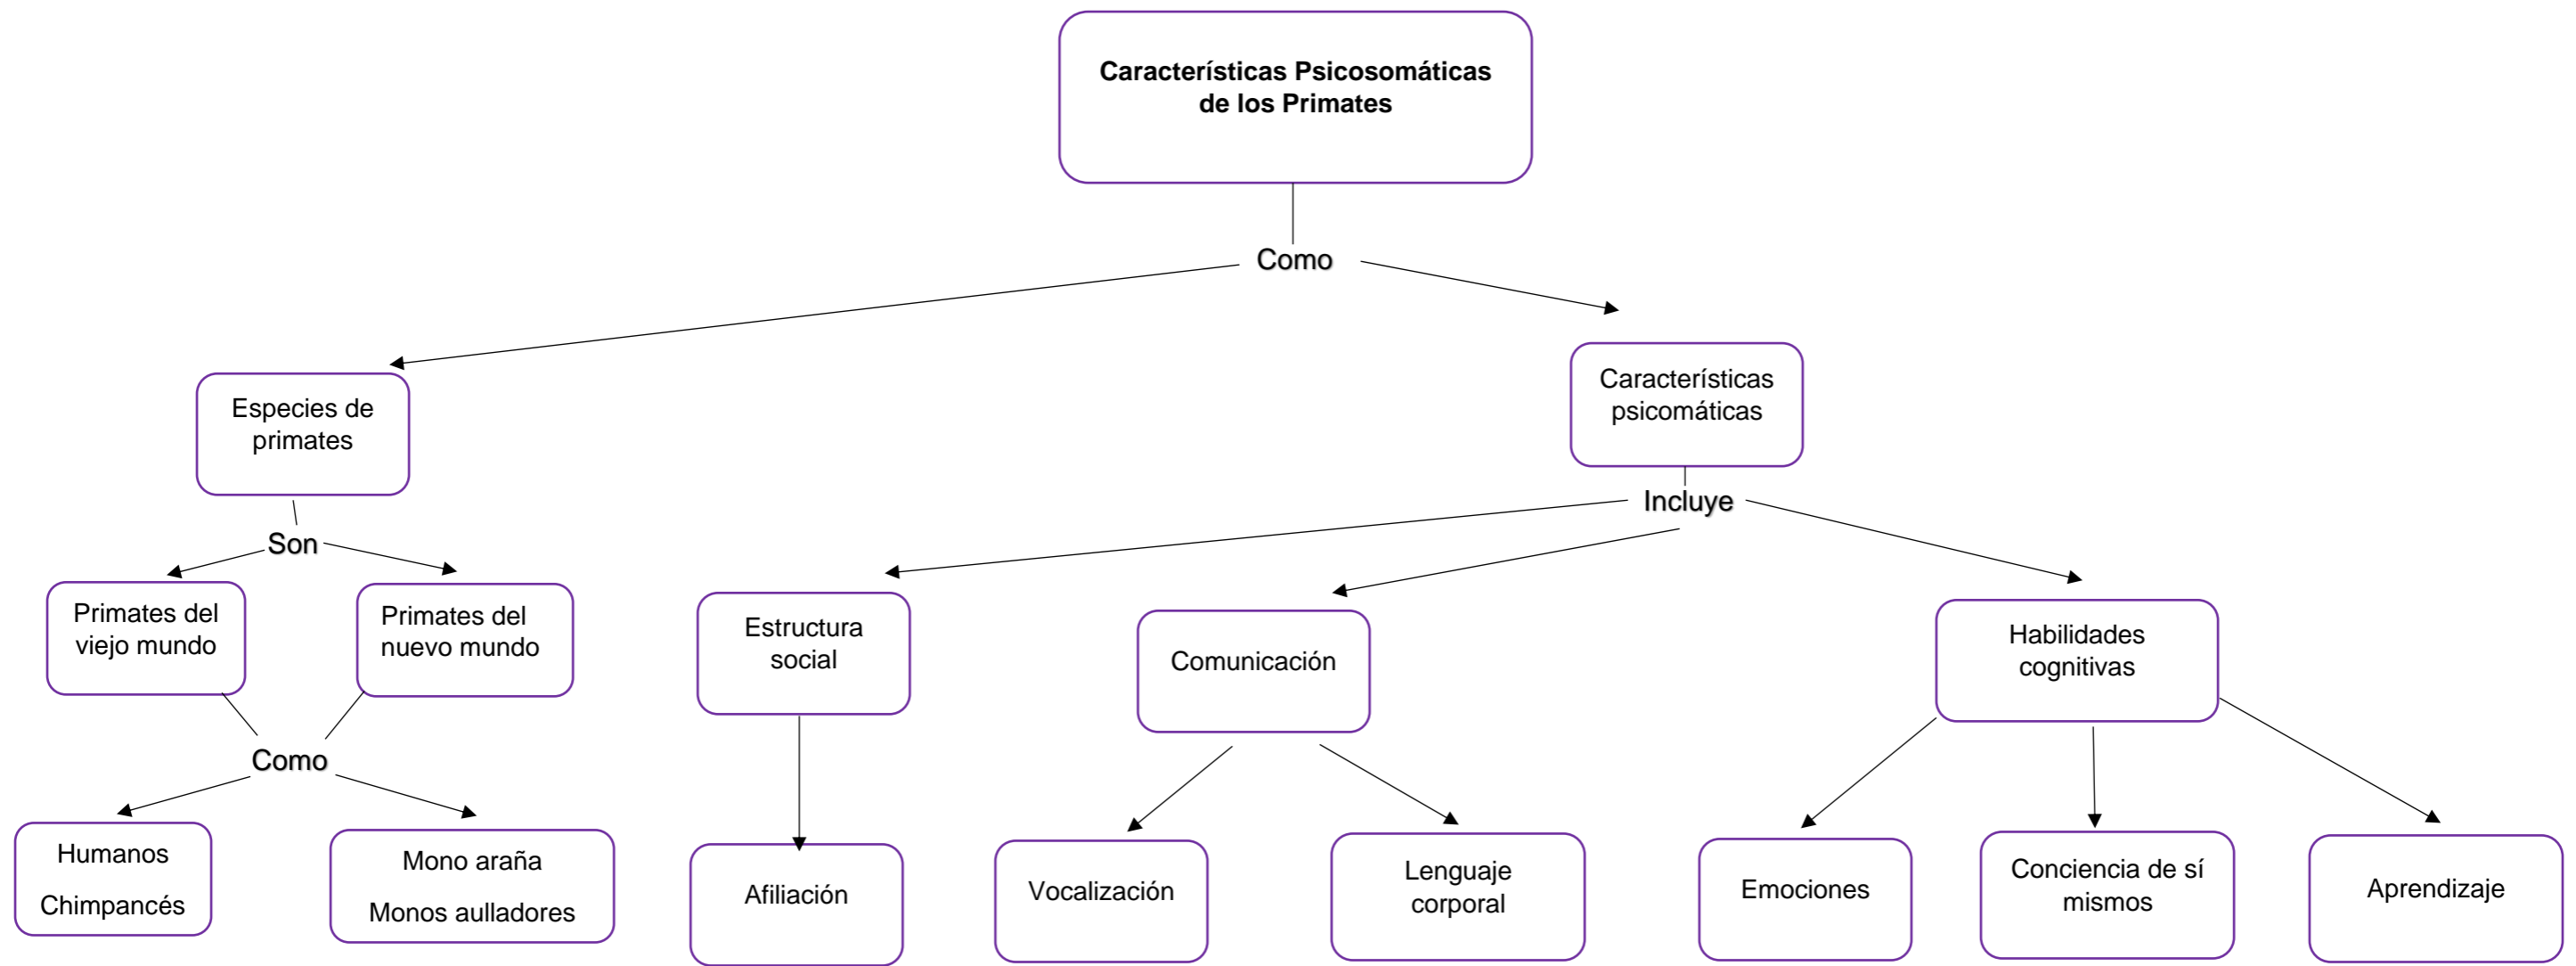 Características Psicosomáticas
de los Primates
Como
Especies de
primates
Características
psicomáticas
Son
Incluye
Primates del
viejo mundo
Primates del
nuevo mundo
Estructura
social
Comunicación
Habilidades
cognitivas
Como
Humanos
Chimpancés
Mono araña
Monos aulladores
Afiliación
Vocalización
Lenguaje
corporal
Emociones
Conciencia de sí
mismos
Aprendizaje